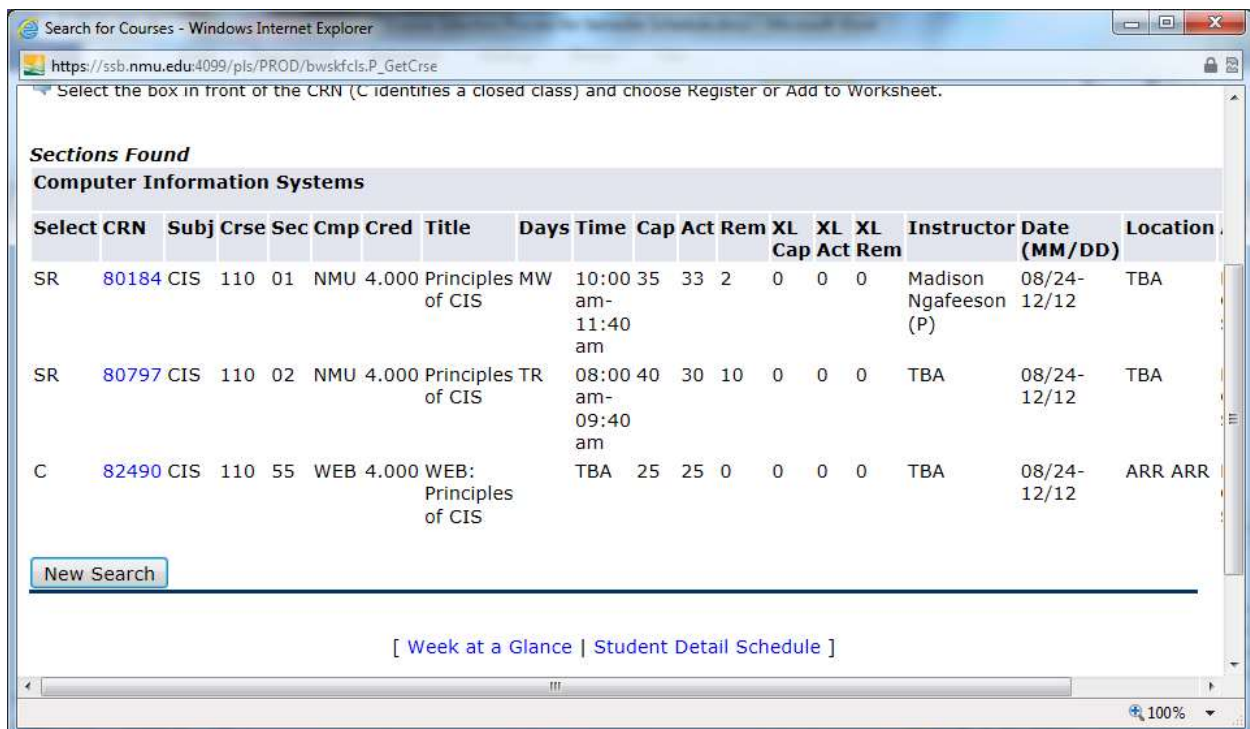 Search for Courses - Windows Internet Explorer
https://ssb.nmu.edu:4099/pls/PROD/bwskfcls.P_GetCrse
Select the box in front of the CRN (C identifies a closed class) and choose Register or Add to Worksheet.
Sections Found
Computer Information Systems
Select CRN Subj Crse Sec Cmp Cred Title Days Time Cap Act Rem XL XL XL Instructor Date Location
Cap Act Rem (MM/DD)
SR 80184 CIS 110 01 NMU 4.000 Principles MW 10:00 35 33 2 0 0 0 Madison 08/24- TBA
of CIS am- Ngafeeson 12/12
11:40 (P)
am
SR 80797 CIS 110 02 NMU 4.000 Principles TR 08:00 40 30 10 0 0 0 TBA 08/24- TBA
of CIS am- 12/12
09:40
am
C 82490 CIS 110 55 WEB 4.000 WEB: TBA 25 25 0 0 0 0 TBA 08/24- ARR ARR
Principles 12/12
of CIS
New Search
[ Week at a Glance | Student Detail Schedule ]
100%